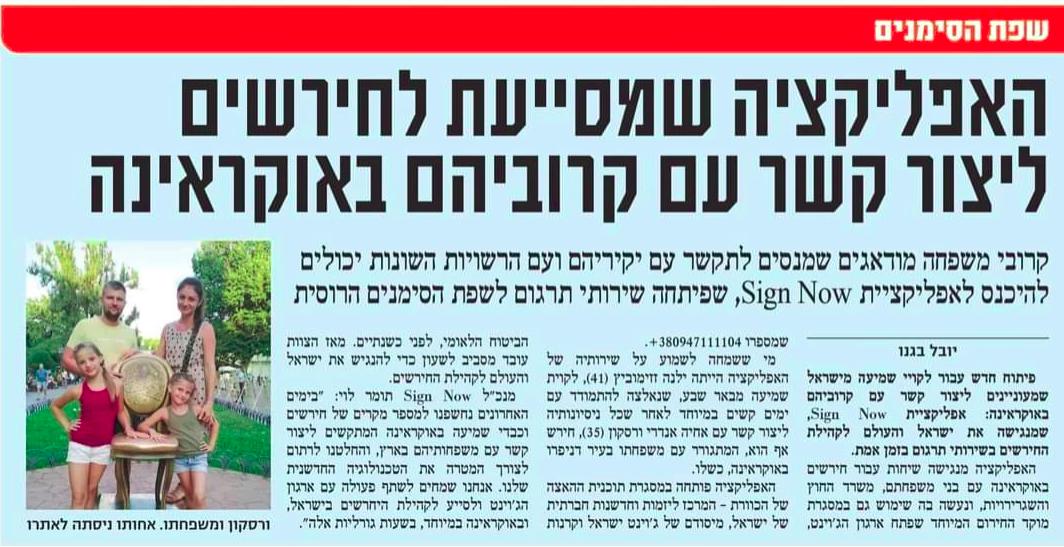 שפת הסימנים
האפליקציה שמסייעת לחירשים
ליצור קשר עם קרוביהם באוקראינה
קרובי משפחה מודאגים שמנסים לתקשר עם יקיריהם ועם הרשויות השונות יכולים
להיכנס לאפליקציית Sign Now, שפיתחה שירותי תרגום לשפת הסימנים הרוסית
יובל בגנו
פיתוח חדש עבור לקויי שמיעה מישראל
שמעוניינים ליצור קשר עם קרוביהם
באוקראינה: אפליקציית Sign Now,
שמנגישה את ישראל והעולם לקהילת
החירשים בשירותי תרגום בזמן אמת.
האפליקציה מנגישה שיחות עבור חירשים
באוקראינה עם בני משפחתם, משרד החוץ
והשגרירויות, ונעשה בה שימוש גם במסגרת
מוקד החירום המיוחד שפתח ארגון הג'וינט,
שמספרו 380947111104+.
מי ששמחה לשמוע על שירותיה של
האפליקציה הייתה ילנה זזימוביץ (41), לקוית
שמיעה מבאר שבע, שנאלצה להתמודד עם
ימים קשים במיוחד לאחר שכל ניסיונותיה
ליצור קשר עם אחיה אנדרי ורסקון (35), חירש
אף הוא, המתגורר עם משפחתו בעיר דניפרו
באוקראינה, כשלו.
האפליקציה פותחה במסגרת תוכנית ההאצה
של הכוורת – המרכז ליזמות וחדשנות חברתית
של ישראל, מיסודם של ג'וינט ישראל וקרנות
הביטוח הלאומי, לפני כשנתיים. מאז הצוות
עובד מסביב לשעון כדי להנגיש את ישראל
והעולם לקהילת החירשים.
מנכ"ל Sign Now תומר לוי: "בימים
האחרונים נחשפנו למספר מקרים של חירשים
וכבדי שמיעה באוקראינה המתקשים ליצור
קשר עם משפחותיהם בארץ, והחלטנו לרתום
לצורך המטרה את הטכנולוגיה החדשנית
שלנו. אנחנו שמחים לשתף פעולה עם ארגון
הג'וינט ולסייע לקהילת החירשים בישראל,
ובאוקראינה במיוחד, בשעות גורליות אלה".
ורסקון ומשפחתו. אחותו ניסתה לאתרו